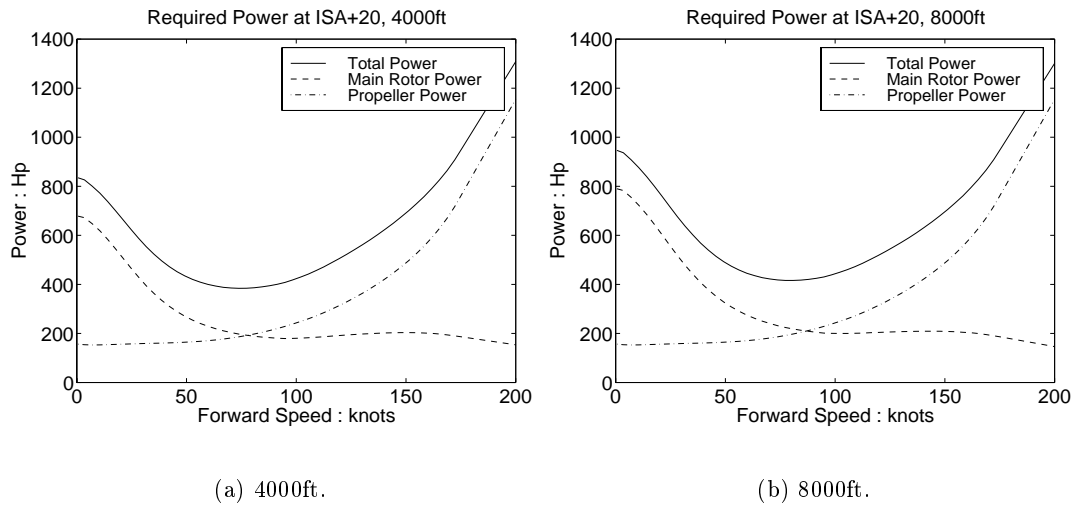 Required Power at ISA+20, 4000ft
1400
1200
1000
800
600
400
200
0
Power : Hp
Total Power
Main Rotor Power
Propeller Power
0 50 100 150 200
Forward Speed : knots
(a) 4000ft.
Required Power at ISA+20, 8000ft
1400
1200
1000
800
600
400
200
0
Power : Hp
Total Power
Main Rotor Power
Propeller Power
0 50 100 150 200
Forward Speed : knots
(b) 8000ft.